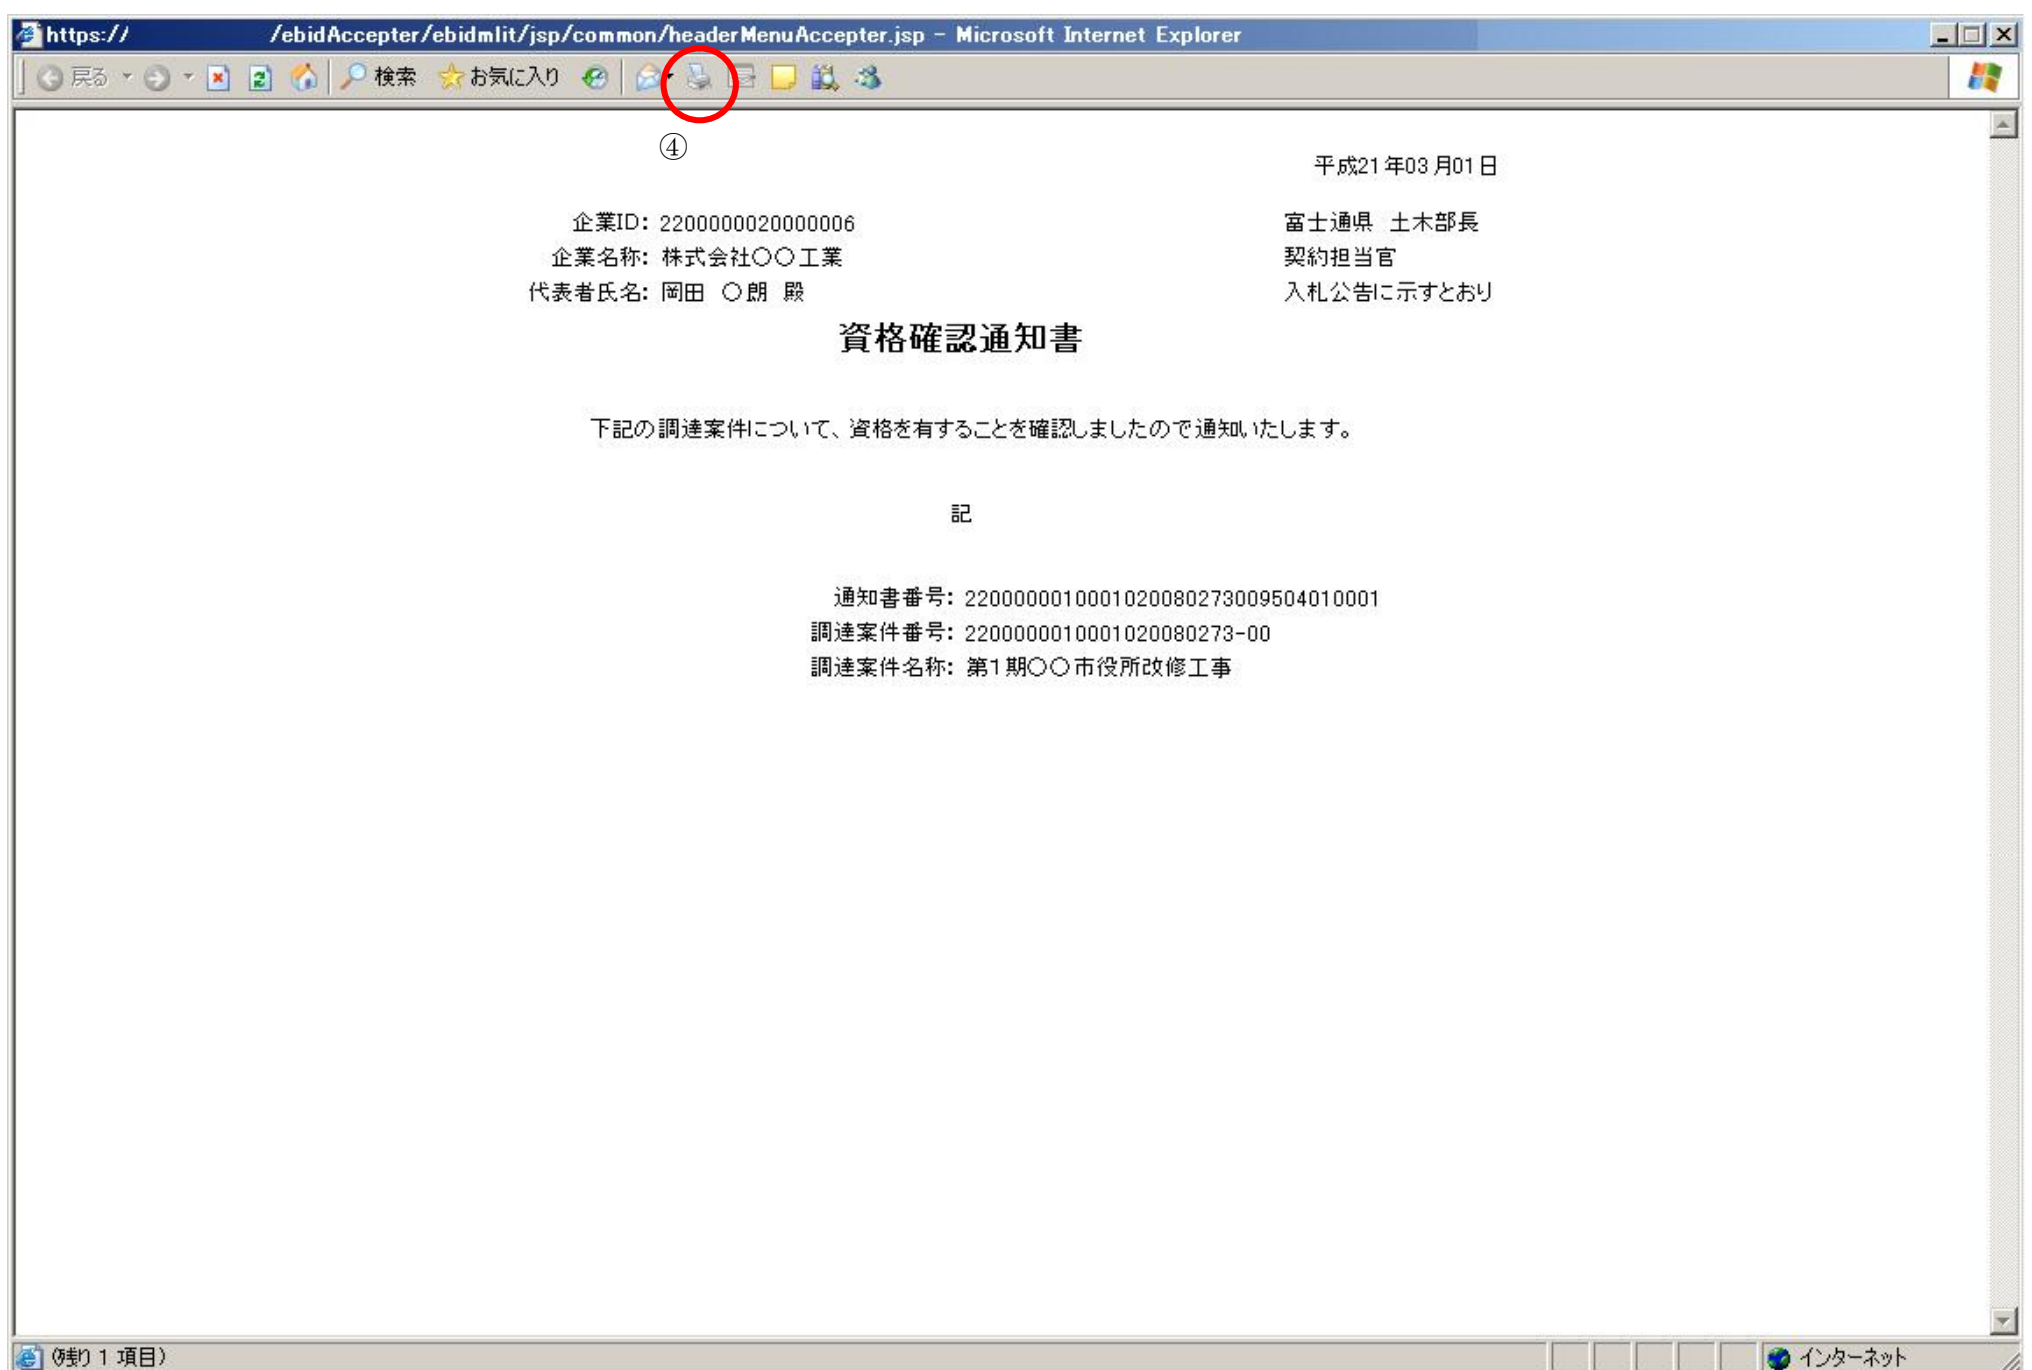 https://　　　/ebidAccepter/ebidmlit/jsp/common/headerMenuAccepter.jsp - Microsoft Internet Explorer
戻る 検索 お気に入り
④
平成21年03月01日
企業ID: 2200000020000006 富士通県 土木部長
企業名称: 株式会社〇〇工業 契約担当官
代表者氏名: 岡田 〇朗 殿 入札公告に示すとおり
資格確認通知書
下記の調達案件について、資格を有することを確認しましたので通知いたします。
記
通知書番号: 2200000010001020080273009504010001
調達案件番号: 2200000010001020080273-00
調達案件名称: 第1期〇〇市役所改修工事
(残り 1 項目) インターネット